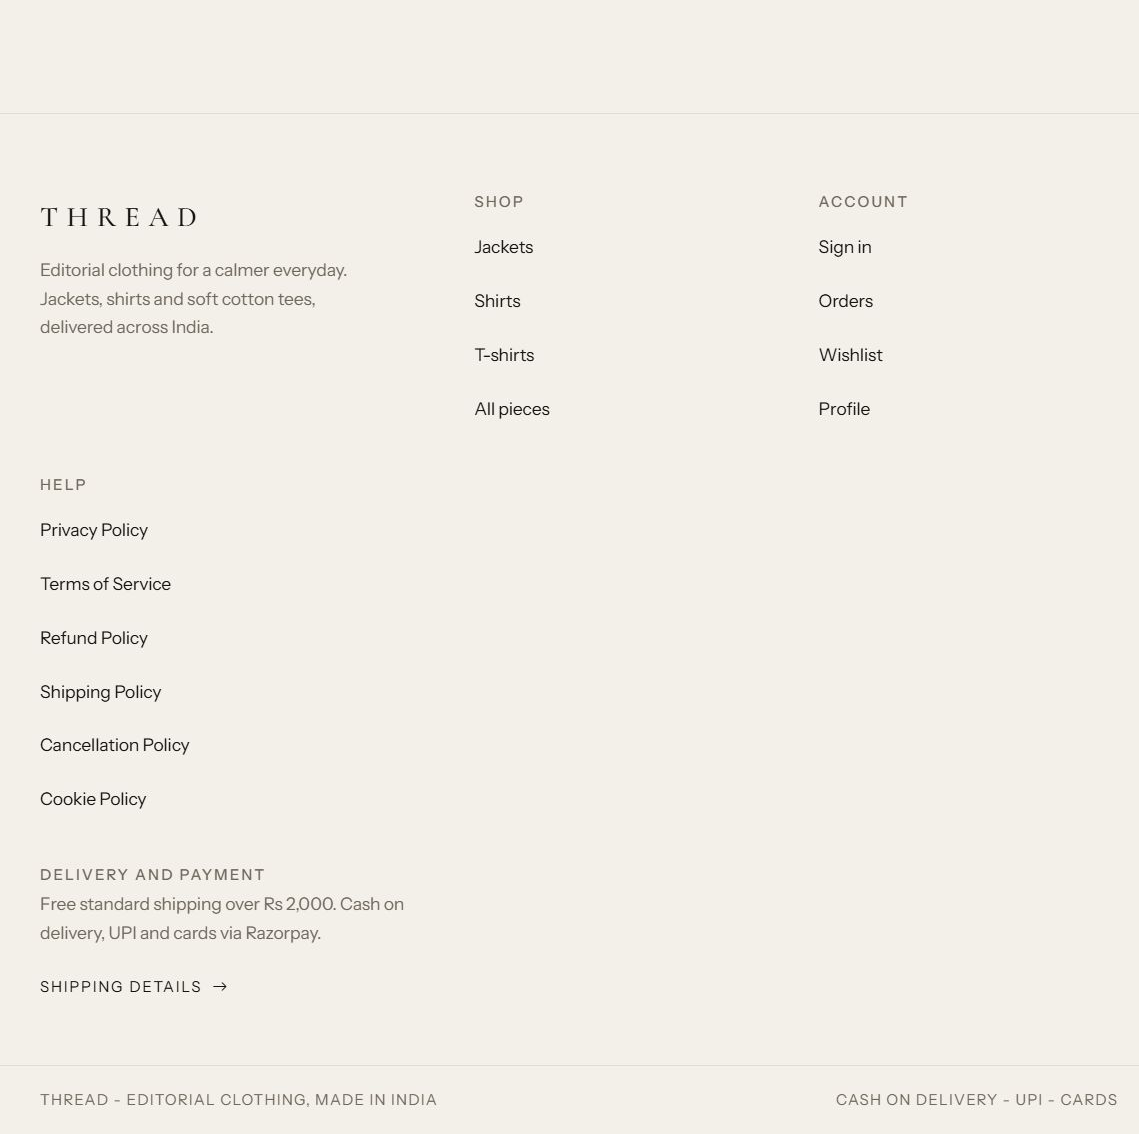 THREAD
Editorial clothing for a calmer everyday.
Jackets, shirts and soft cotton tees,
delivered across India.
SHOP
Jackets
Shirts
T-shirts
All pieces
ACCOUNT
Sign in
Orders
Wishlist
Profile
HELP
Privacy Policy
Terms of Service
Refund Policy
Shipping Policy
Cancellation Policy
Cookie Policy
DELIVERY AND PAYMENT
Free standard shipping over Rs 2,000. Cash on
delivery, UPI and cards via Razorpay.
SHIPPING DETAILS →
THREAD - EDITORIAL CLOTHING, MADE IN INDIA
CASH ON DELIVERY - UPI - CARDS